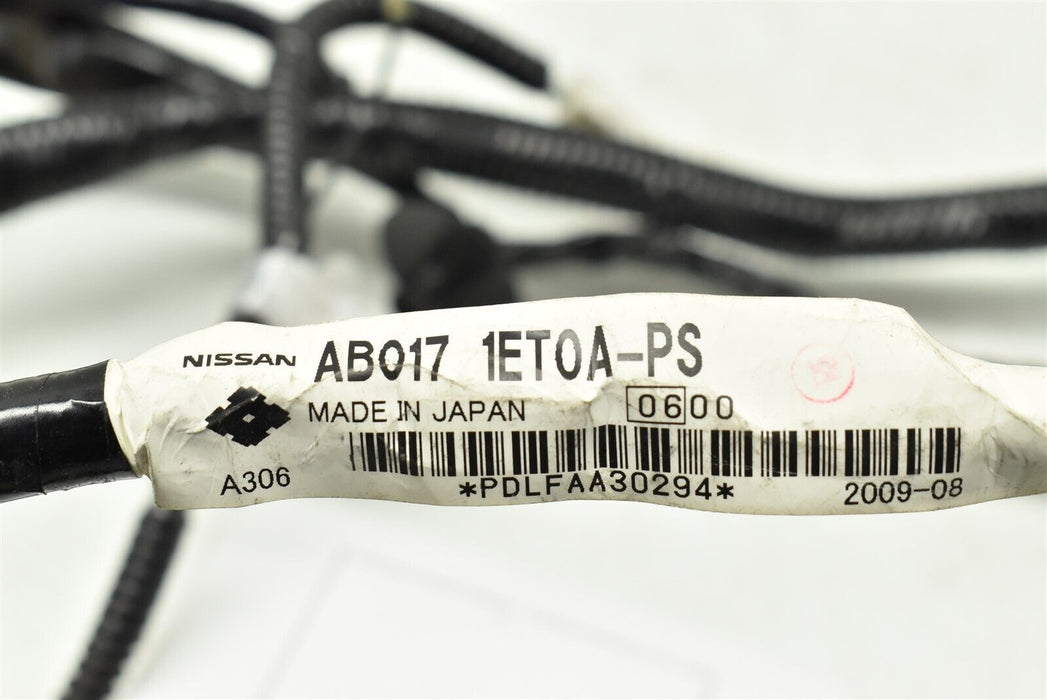 NISSAN AB017 1ET0A-PS
MADE IN JAPAN 0600
A306 *PDLFAA30294* 2009-08